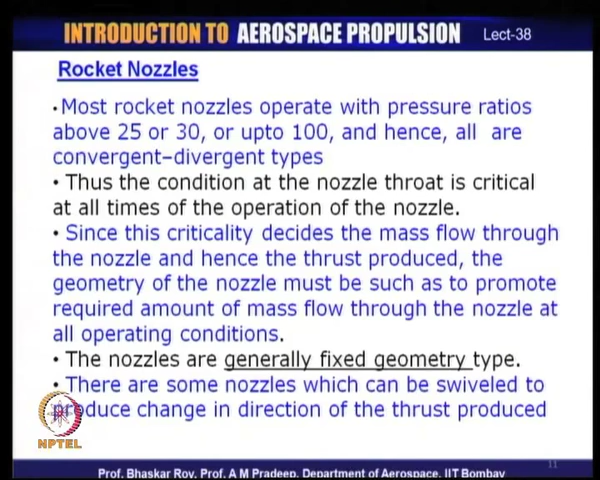 INTRODUCTION TO AEROSPACE PROPULSION Lect-38
Rocket Nozzles
•Most rocket nozzles operate with pressure ratios
above 25 or 30, or upto 100, and hence, all are
convergent–divergent types
• Thus the condition at the nozzle throat is critical
at all times of the operation of the nozzle.
• Since this criticality decides the mass flow through
the nozzle and hence the thrust produced, the
geometry of the nozzle must be such as to promote
required amount of mass flow through the nozzle at
all operating conditions.
• The nozzles are generally fixed geometry type.
• There are some nozzles which can be swiveled to
produce change in direction of the thrust produced
NPTEL
11
Prof. Bhaskar Roy, Prof. A M Pradeep, Department of Aerospace, IIT Bombay